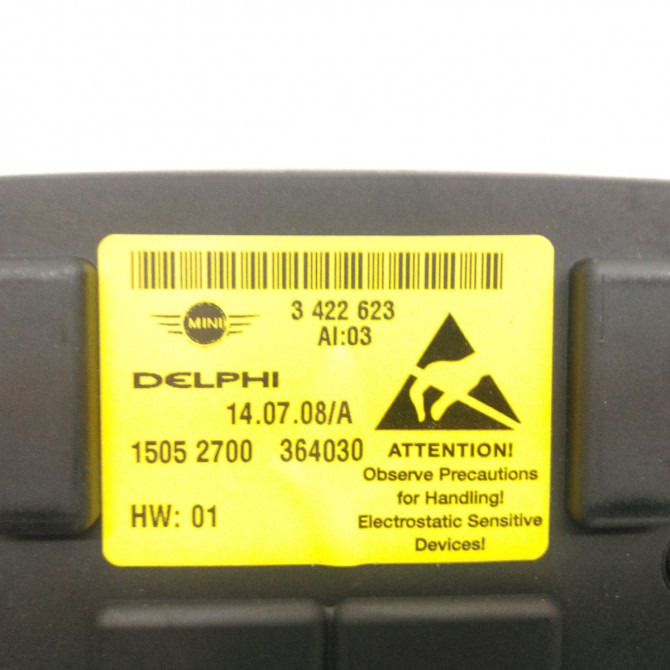 MINI
3 422 623
AI:03
DELPHI
14.07.08/A
1505 2700 364030
HW: 01
ATTENTION!
Observe Precautions
for Handling!
Electrostatic Sensitive
Devices!